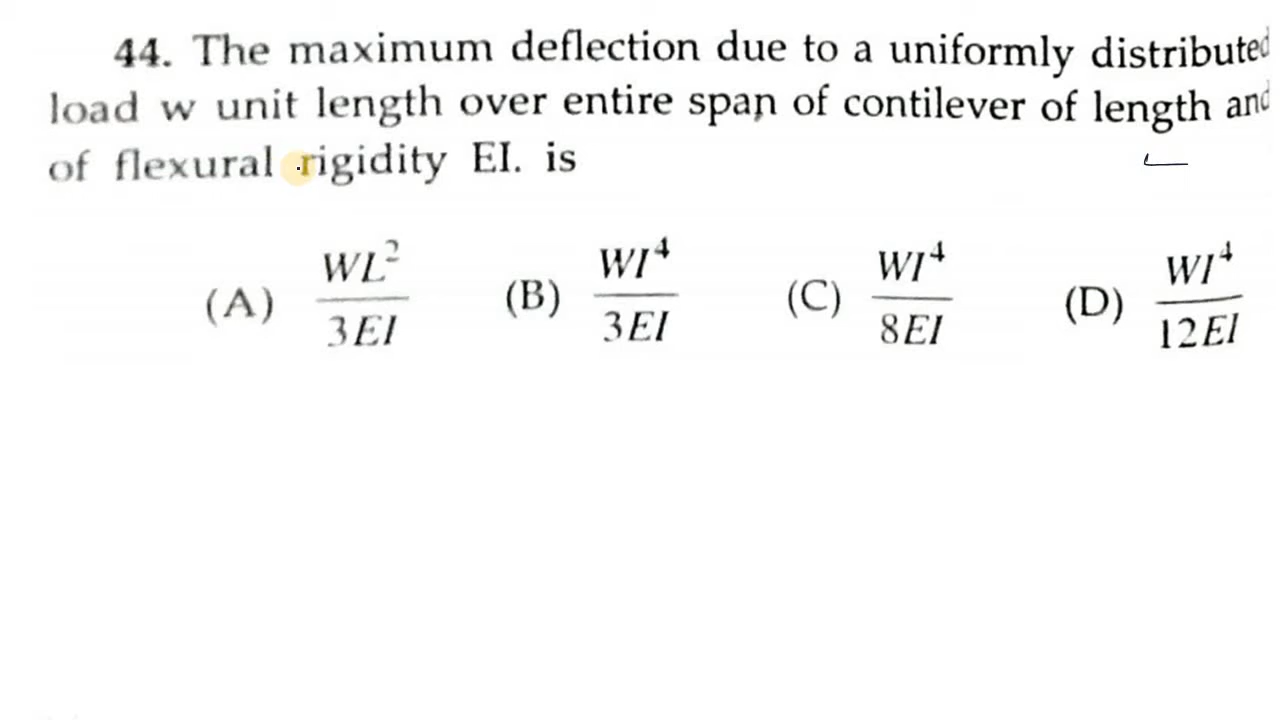 44. The maximum deflection due to a uniformly distributed
load w unit length over entire span of contilever of length and
of flexural rigidity EI. is
(A) WL²/3EI (B) WI⁴/3EI (C) WI⁴/8EI (D) WI⁴/12EI